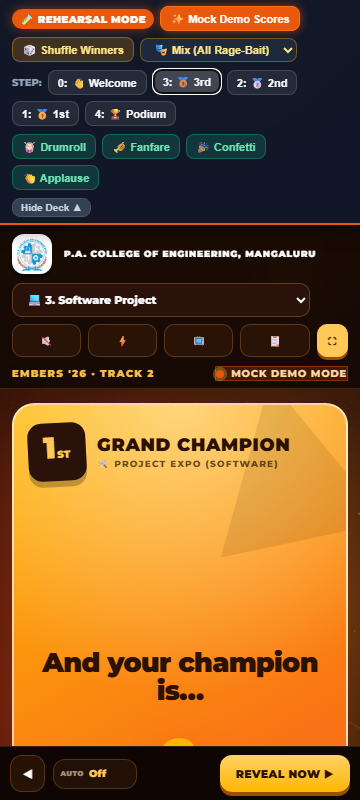 🧪 REHEARSAL MODE
✨ Mock Demo Scores
🎲 Shuffle Winners
🌶️ Mix (All Rage-Bait)
STEP:
0: 👋 Welcome
3: 🥉 3rd
2: 🥈 2nd
1: 🥇 1st
4: 🏆 Podium
🥁 Drumroll
🎺 Fanfare
🎉 Confetti
👏 Applause
Hide Deck ▲
P.A. COLLEGE OF ENGINEERING, MANGALURU
💻 3. Software Project
EMBERS '26 · TRACK 2
MOCK DEMO MODE
1ST
GRAND CHAMPION
PROJECT EXPO (SOFTWARE)
And your champion
is...
◀
AUTO Off
REVEAL NOW ▶